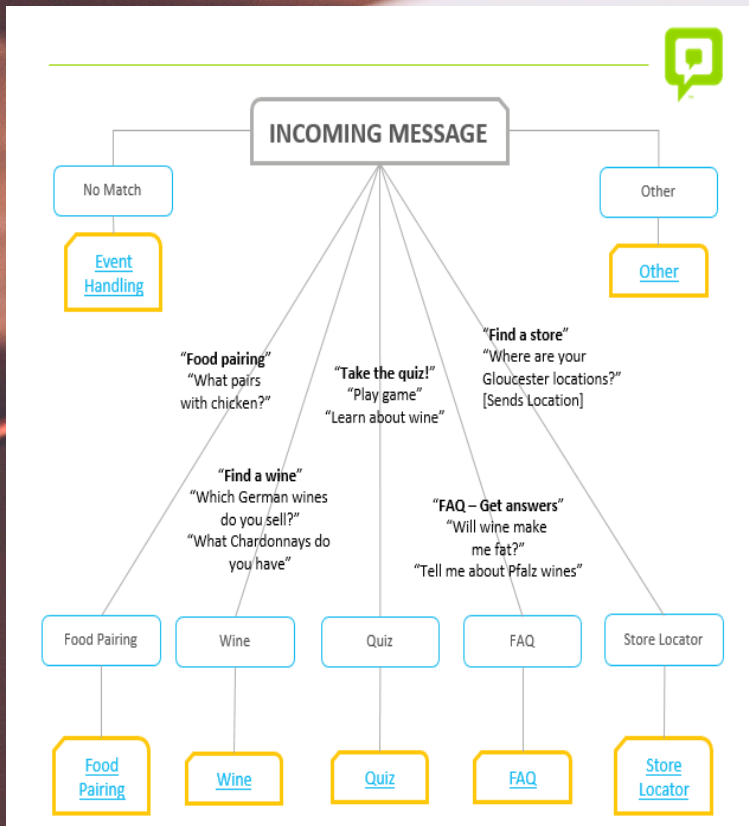 INCOMING MESSAGE
No Match
Other
Event
Handling
Other
"Find a store"
"Where are your
Gloucester locations?"
[Sends Location]
"Food pairing"
"What pairs
with chicken?"
"Take the quiz!"
"Play game"
"Learn about wine"
"Find a wine"
"Which German wines
do you sell?"
"What Chardonnays do
you have"
"FAQ – Get answers"
"Will wine make
me fat?"
"Tell me about Pfalz wines"
Food Pairing
Wine
Quiz
FAQ
Store Locator
Food
Pairing
Wine
Quiz
FAQ
Store
Locator